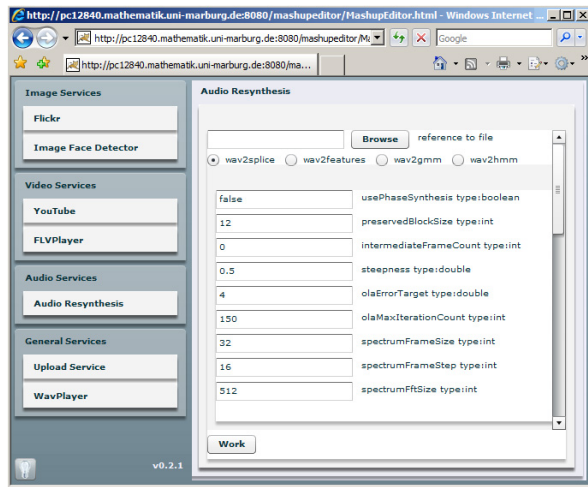 http://pc12840.mathematik.uni-marburg.de:8080/mashupeditor/MashupEditor.html - Windows Internet ...
http://pc12840.mathematik.uni-marburg.de:8080/mashupeditor/Ma
Google
http://pc12840.mathematik.uni-marburg.de:8080/ma...
Image Services
Flickr
Image Face Detector
Video Services
YouTube
FLVPlayer
Audio Services
Audio Resynthesis
General Services
Upload Service
WavPlayer
v0.2.1
Audio Resynthesis
Browse reference to file
wav2splice wav2features wav2gmm wav2hmm
false usePhaseSynthesis type:boolean
12 preservedBlockSize type:int
0 intermediateFrameCount type:int
0.5 steepness type:double
4 olaErrorTarget type:double
150 olaMaxIterationCount type:int
32 spectrumFrameSize type:int
16 spectrumFrameStep type:int
512 spectrumFftSize type:int
Work